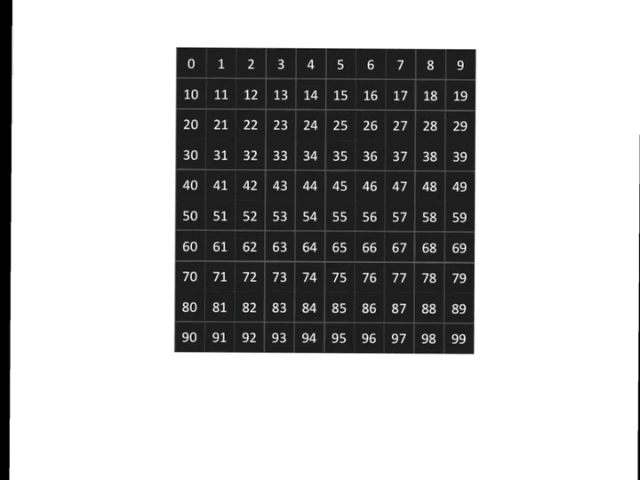 0 1 2 3 4 5 6 7 8 9
10 11 12 13 14 15 16 17 18 19
20 21 22 23 24 25 26 27 28 29
30 31 32 33 34 35 36 37 38 39
40 41 42 43 44 45 46 47 48 49
50 51 52 53 54 55 56 57 58 59
60 61 62 63 64 65 66 67 68 69
70 71 72 73 74 75 76 77 78 79
80 81 82 83 84 85 86 87 88 89
90 91 92 93 94 95 96 97 98 99